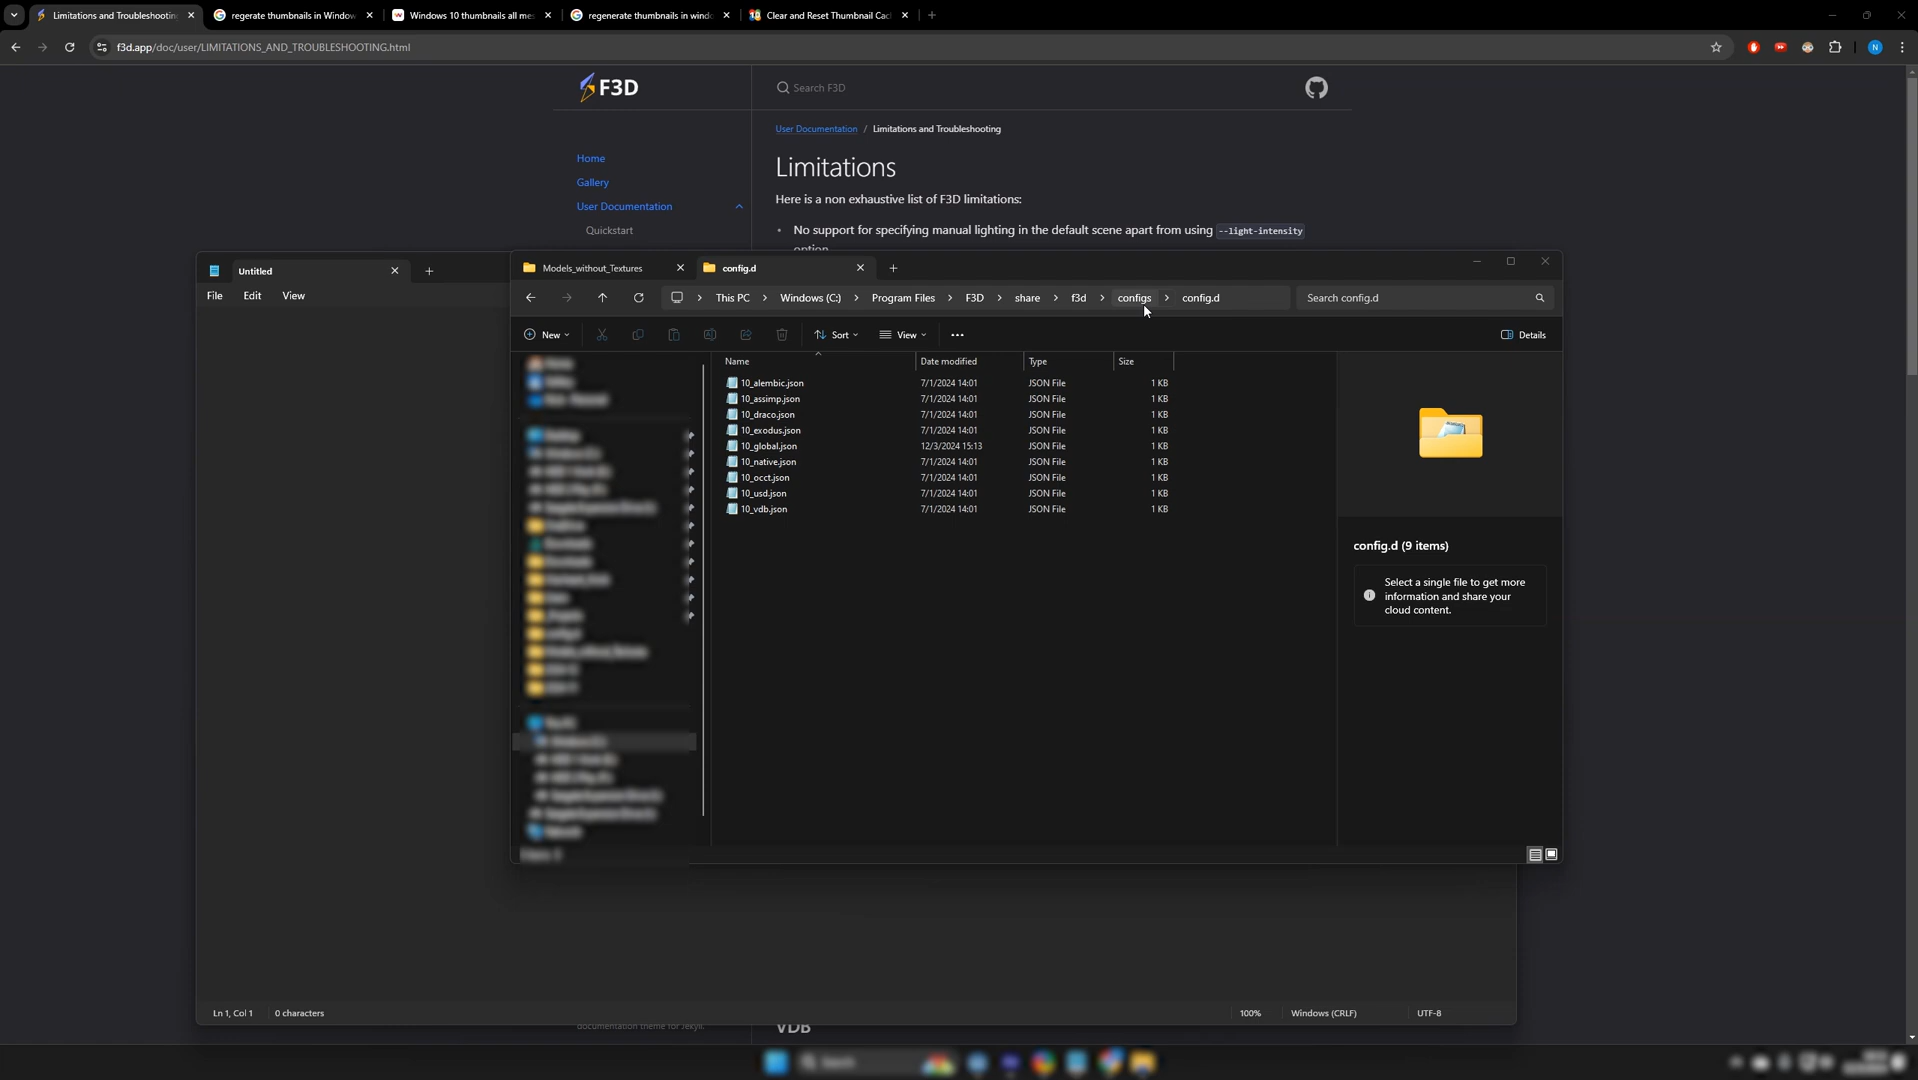 Limitations and Troubleshooting
regerate thumbnails in Window
Windows 10 thumbnails all mes
regenerate thumbnails in windo
Clear and Reset Thumbnail Cac
f3d.app/doc/user/LIMITATIONS_AND_TROUBLESHOOTING.html
N
F3D
Search F3D
User Documentation / Limitations and Troubleshooting
Home
Gallery
User Documentation
Quickstart
Limitations
Here is a non exhaustive list of F3D limitations:
• No support for specifying manual lighting in the default scene apart from using --light-intensity
option
Untitled
File Edit View
Models_without_Textures
config.d
This PC > Windows (C:) > Program Files > F3D > share > f3d > configs > config.d
Search config.d
New
Sort
View
Details
Name Date modified Type Size
10_alembic.json 7/1/2024 14:01 JSON File 1 KB
10_assimp.json 7/1/2024 14:01 JSON File 1 KB
10_draco.json 7/1/2024 14:01 JSON File 1 KB
10_exodus.json 7/1/2024 14:01 JSON File 1 KB
10_global.json 12/3/2024 15:13 JSON File 1 KB
10_native.json 7/1/2024 14:01 JSON File 1 KB
10_occt.json 7/1/2024 14:01 JSON File 1 KB
10_usd.json 7/1/2024 14:01 JSON File 1 KB
10_vdb.json 7/1/2024 14:01 JSON File 1 KB
config.d (9 items)
Select a single file to get more
information and share your
cloud content.
Ln 1, Col 1
0 characters
100%
Windows (CRLF)
UTF-8
documentation theme for Jekyll.
VDB